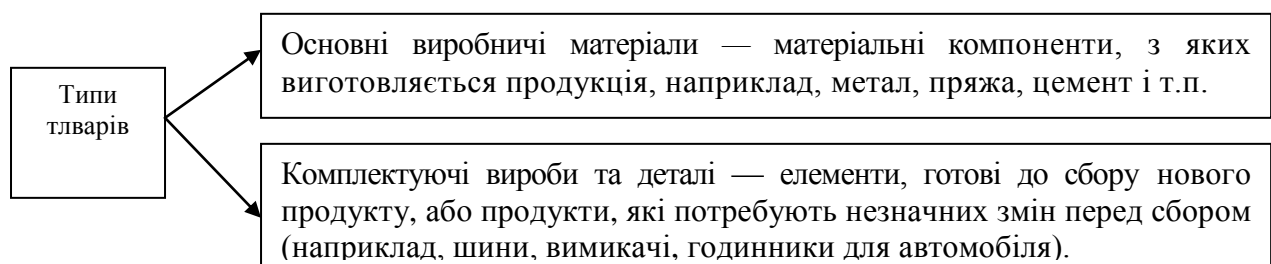 Типи
тлварів
Основні виробничі матеріали — матеріальні компоненти, з яких
виготовляється продукція, наприклад, метал, пряжа, цемент і т.п.
Комплектуючі вироби та деталі — елементи, готові до сбору нового
продукту, або продукти, які потребують незначних змін перед сбором
(наприклад, шини, вимикачі, годинники для автомобіля).